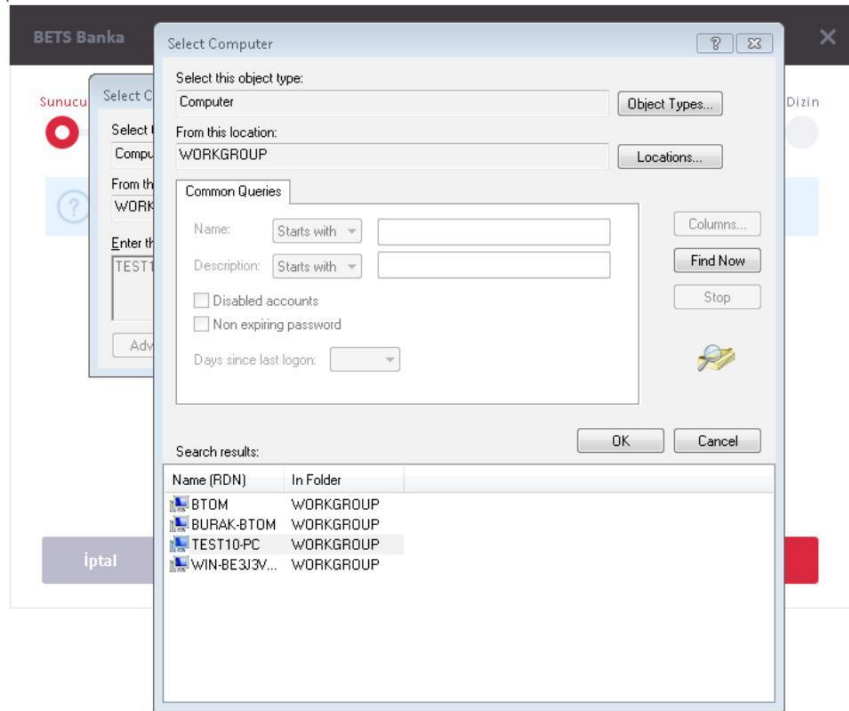 BETS Banka
Select Computer
Select this object type:
Computer
Object Types...
From this location:
WORKGROUP
Locations...
Common Queries
Name:
Starts with
Description:
Starts with
Disabled accounts
Non expiring password
Days since last logon:
Columns...
Find Now
Stop
OK
Cancel
Search results:
Name (RDN) In Folder
BTOM WORKGROUP
BURAK-BTOM WORKGROUP
TEST10-PC WORKGROUP
WIN-BE3J3V... WORKGROUP
Sunucu
Dizin
Select C
Select t
Compu
From th
WORK
Enter th
TEST1
Adv
İptal